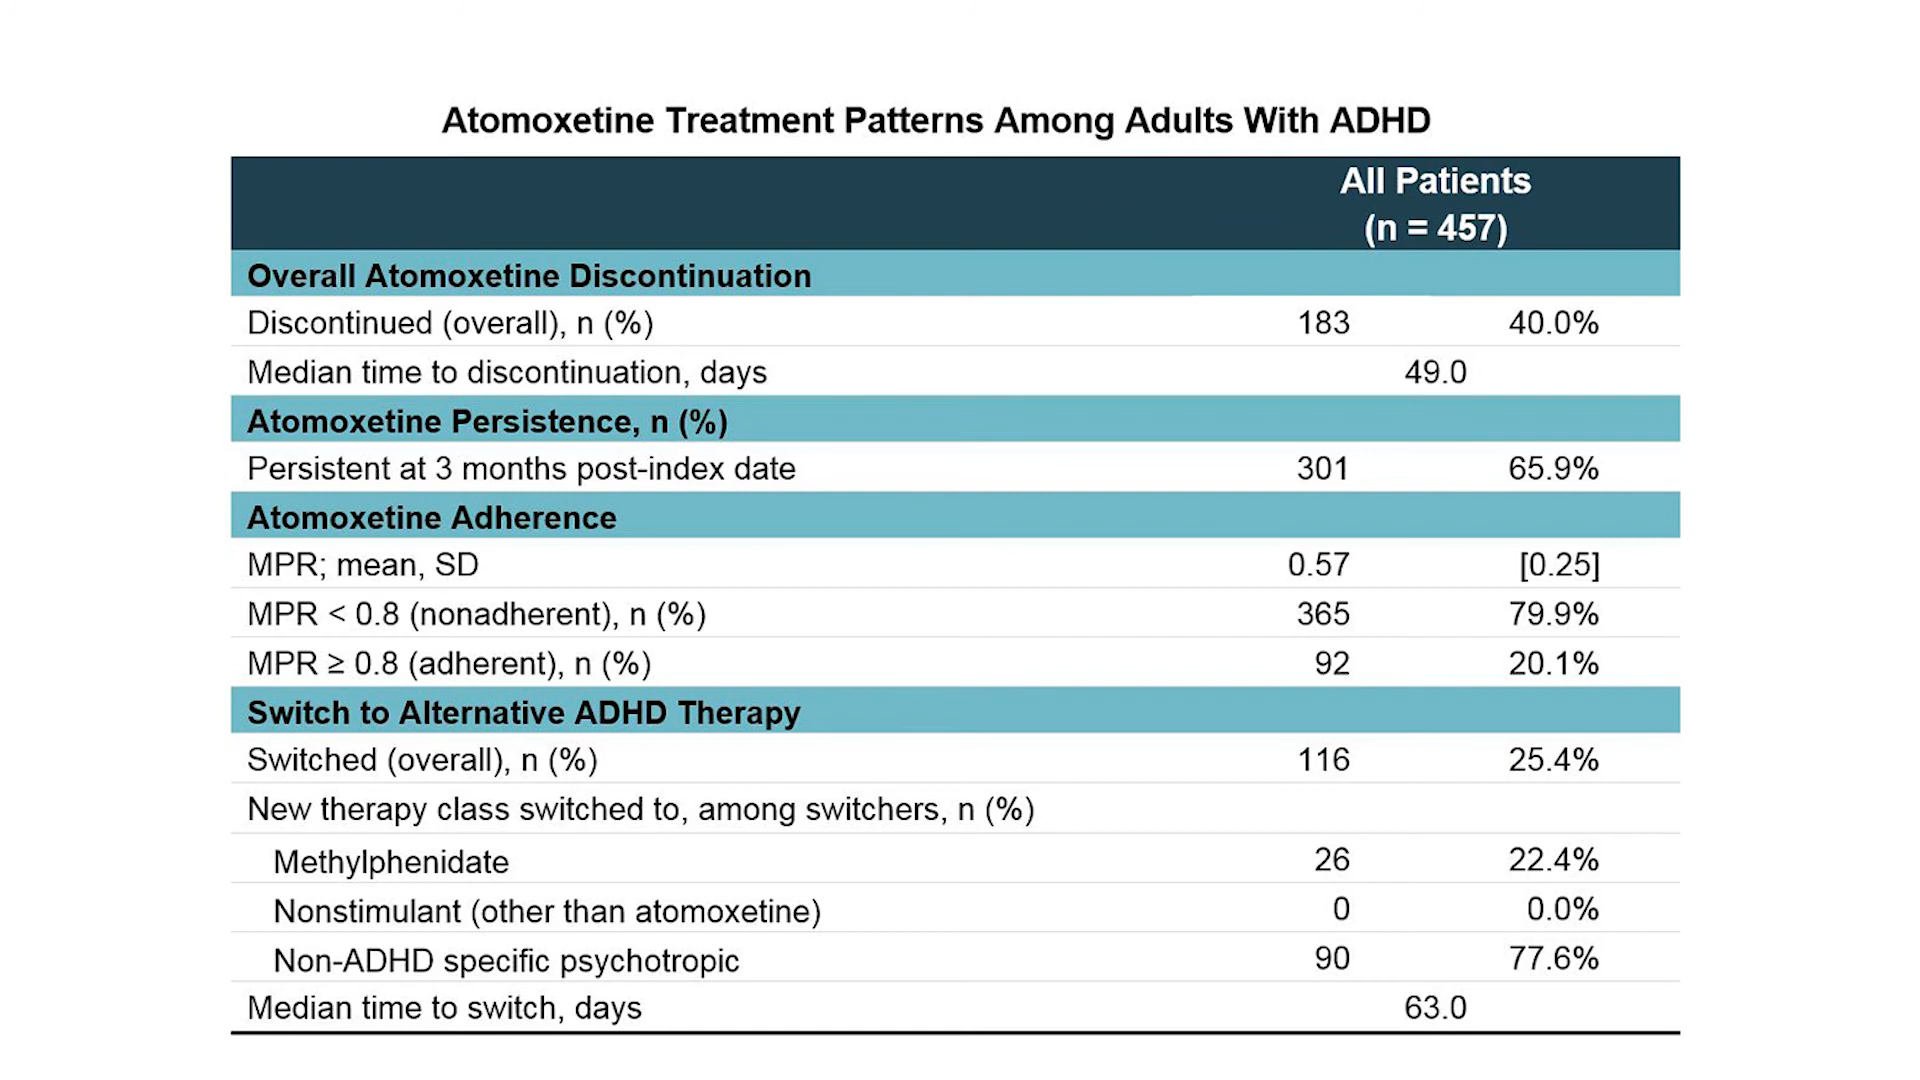 Atomoxetine Treatment Patterns Among Adults With ADHD
All Patients
(n = 457)
Overall Atomoxetine Discontinuation
Discontinued (overall), n (%) 183 40.0%
Median time to discontinuation, days 49.0
Atomoxetine Persistence, n (%)
Persistent at 3 months post-index date 301 65.9%
Atomoxetine Adherence
MPR; mean, SD 0.57 [0.25]
MPR < 0.8 (nonadherent), n (%) 365 79.9%
MPR ≥ 0.8 (adherent), n (%) 92 20.1%
Switch to Alternative ADHD Therapy
Switched (overall), n (%) 116 25.4%
New therapy class switched to, among switchers, n (%)
Methylphenidate 26 22.4%
Nonstimulant (other than atomoxetine) 0 0.0%
Non-ADHD specific psychotropic 90 77.6%
Median time to switch, days 63.0